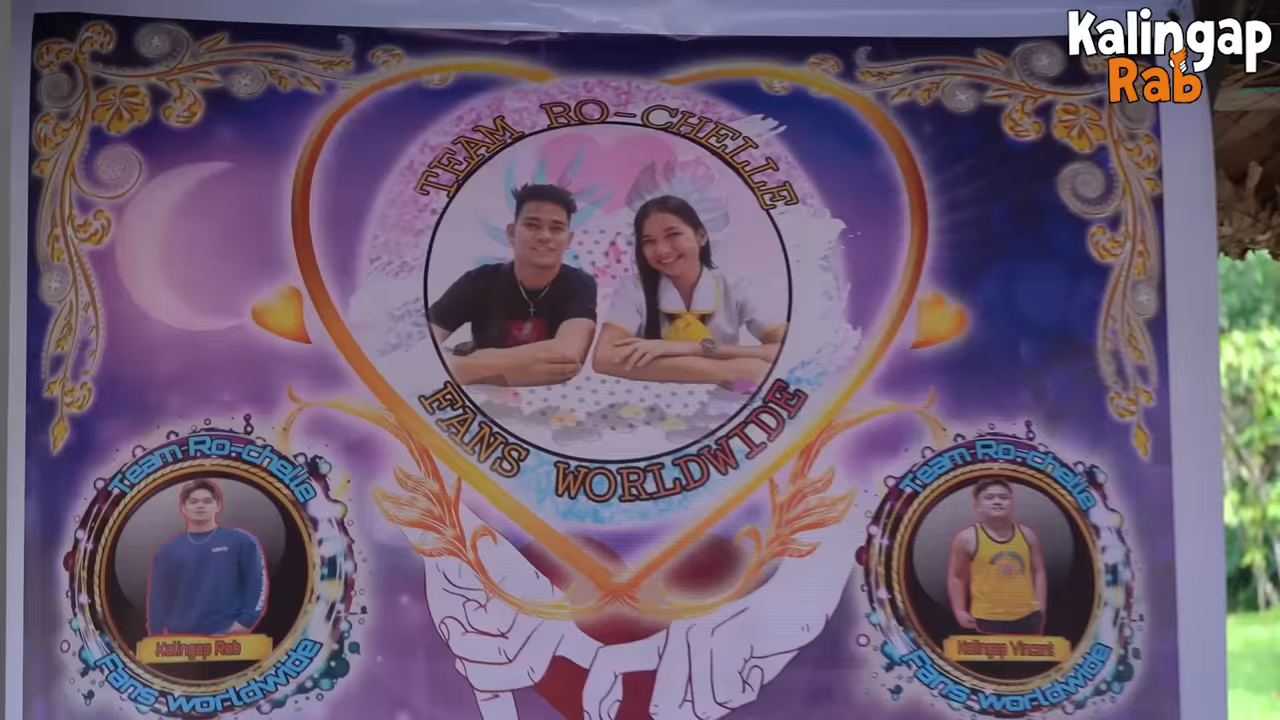 Kalingap
Rab
TEAM RO-CHELLE
FANS WORLDWIDE
Team Ro-chelle
Kalingap Rab
Fans worldwide
Team Ro-chelle
Kalingap Vincent
Fans worldwide